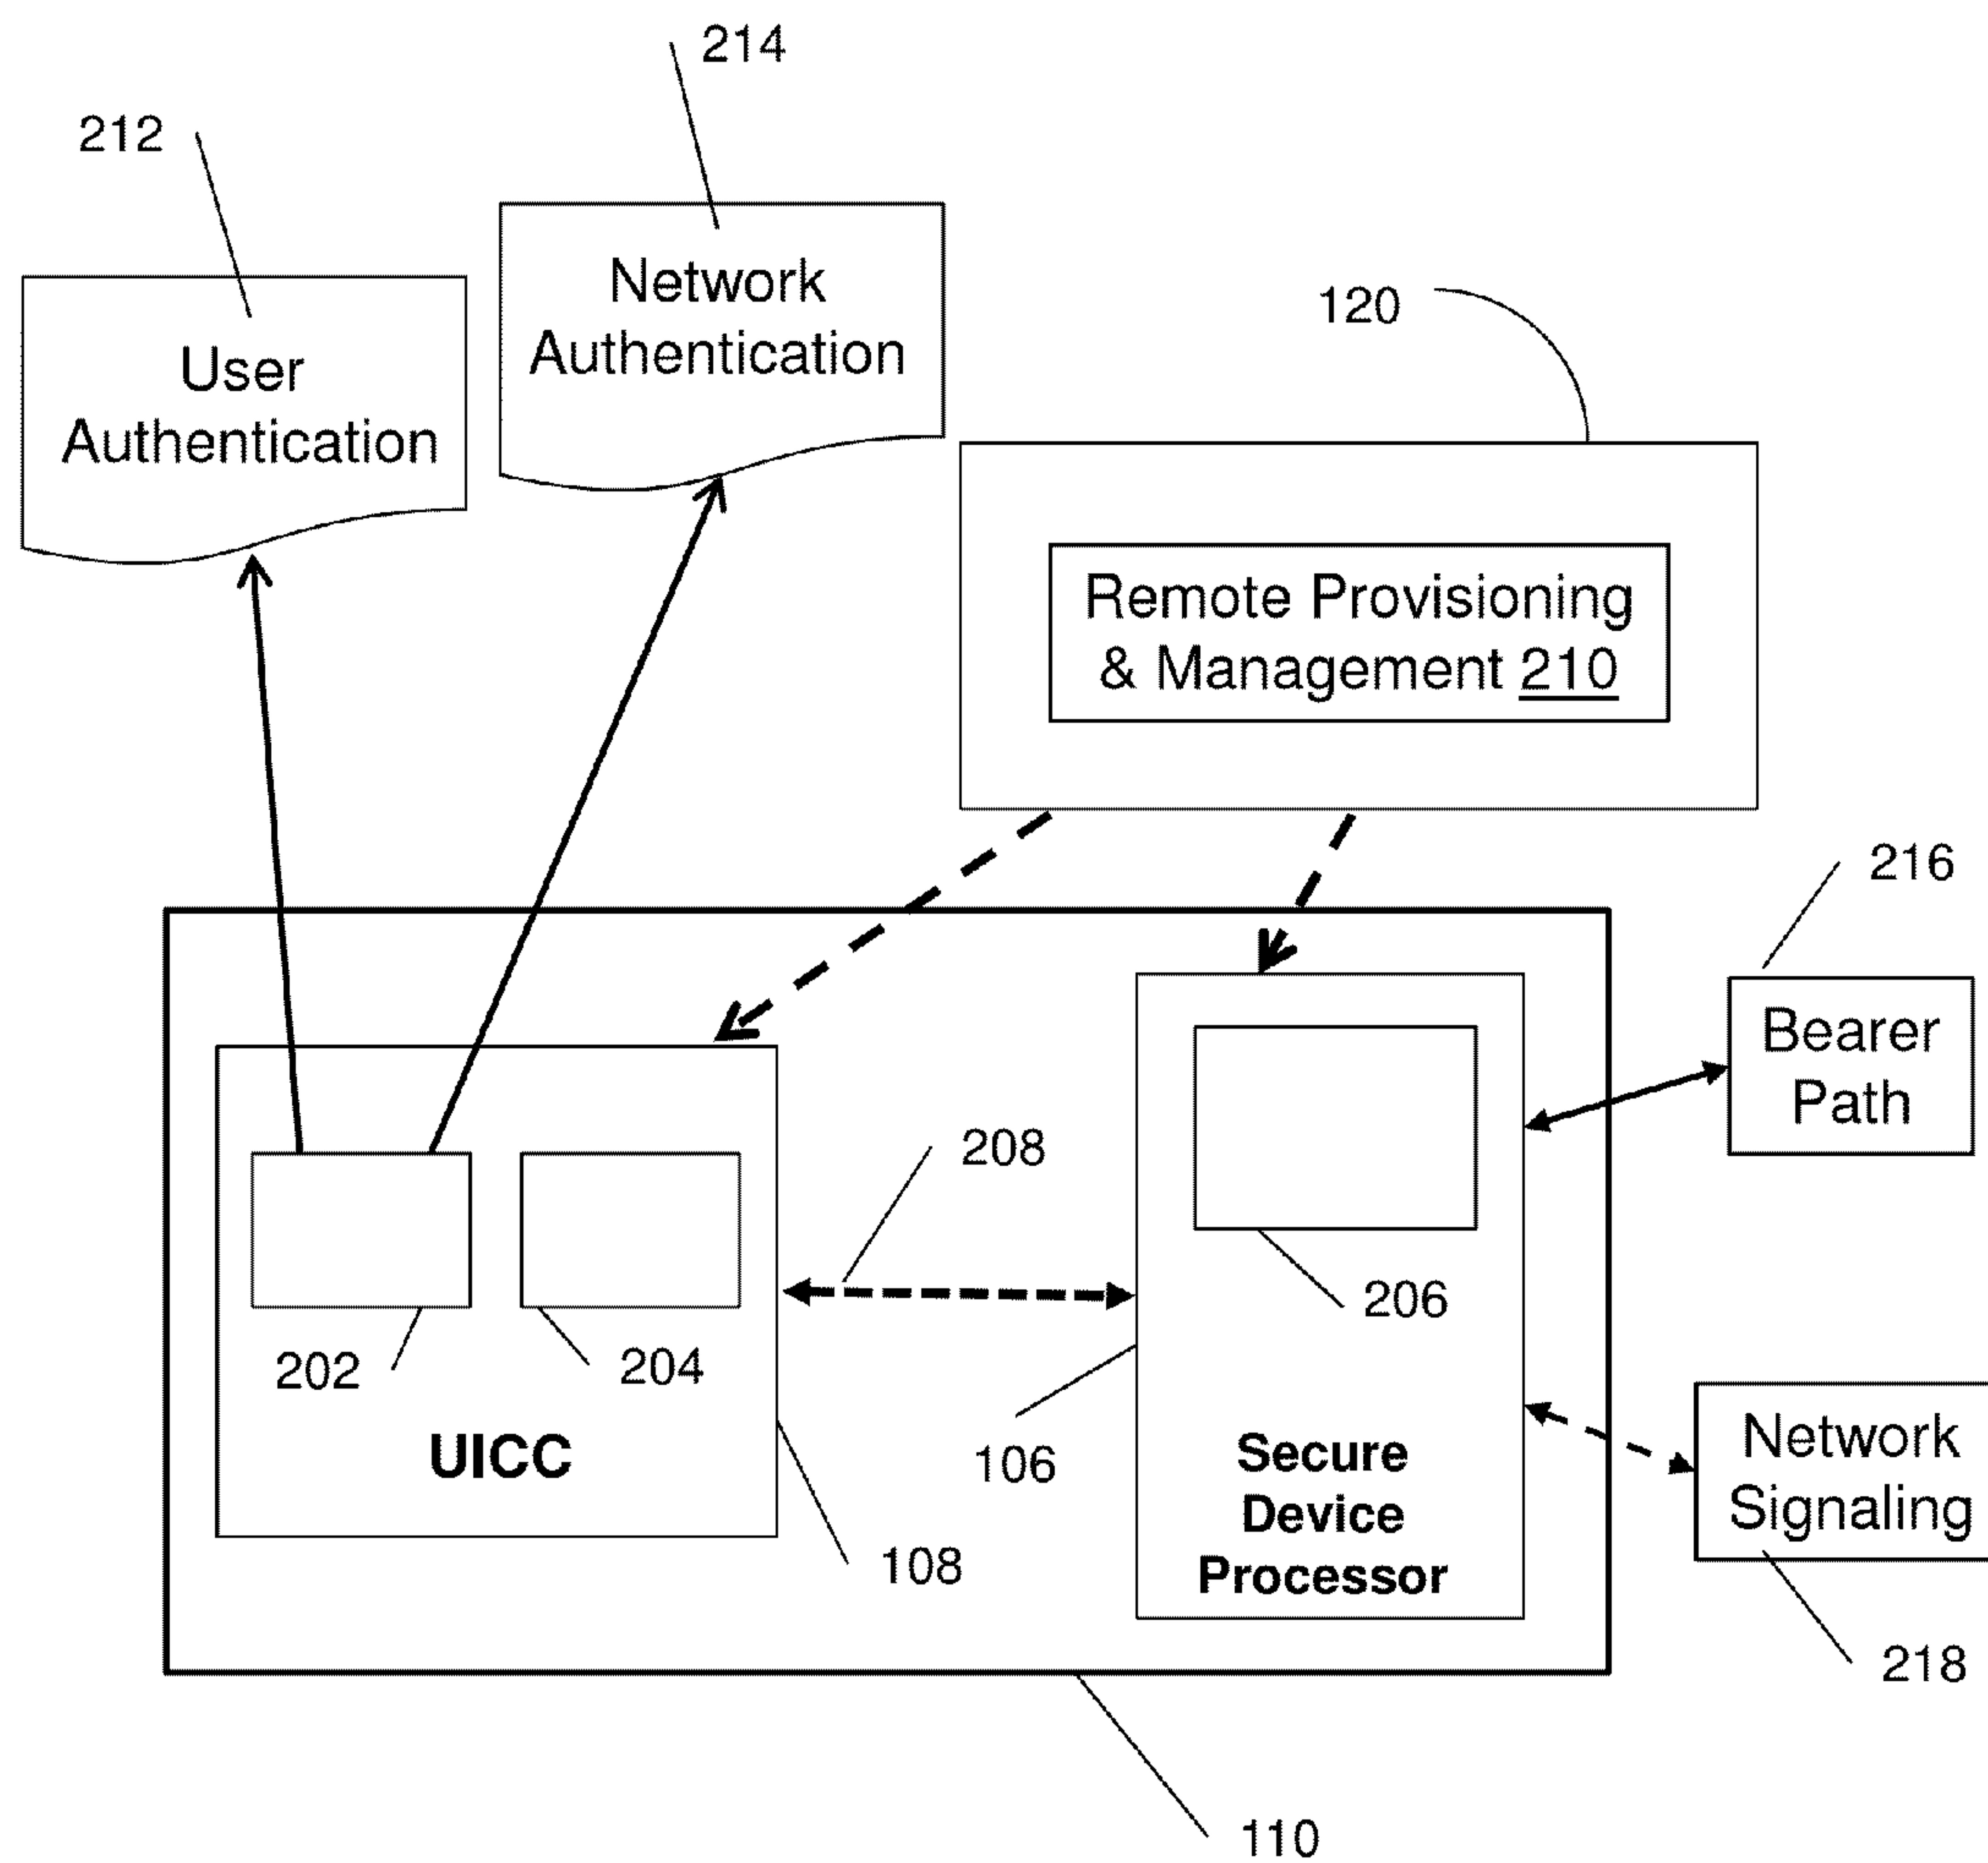 214
212
Network
Authentication
120
User
Authentication
Remote Provisioning
& Management 210
216
Bearer
Path
208
206
202
204
UICC
106
Secure
Device
Processor
Network
Signaling
108
218
110